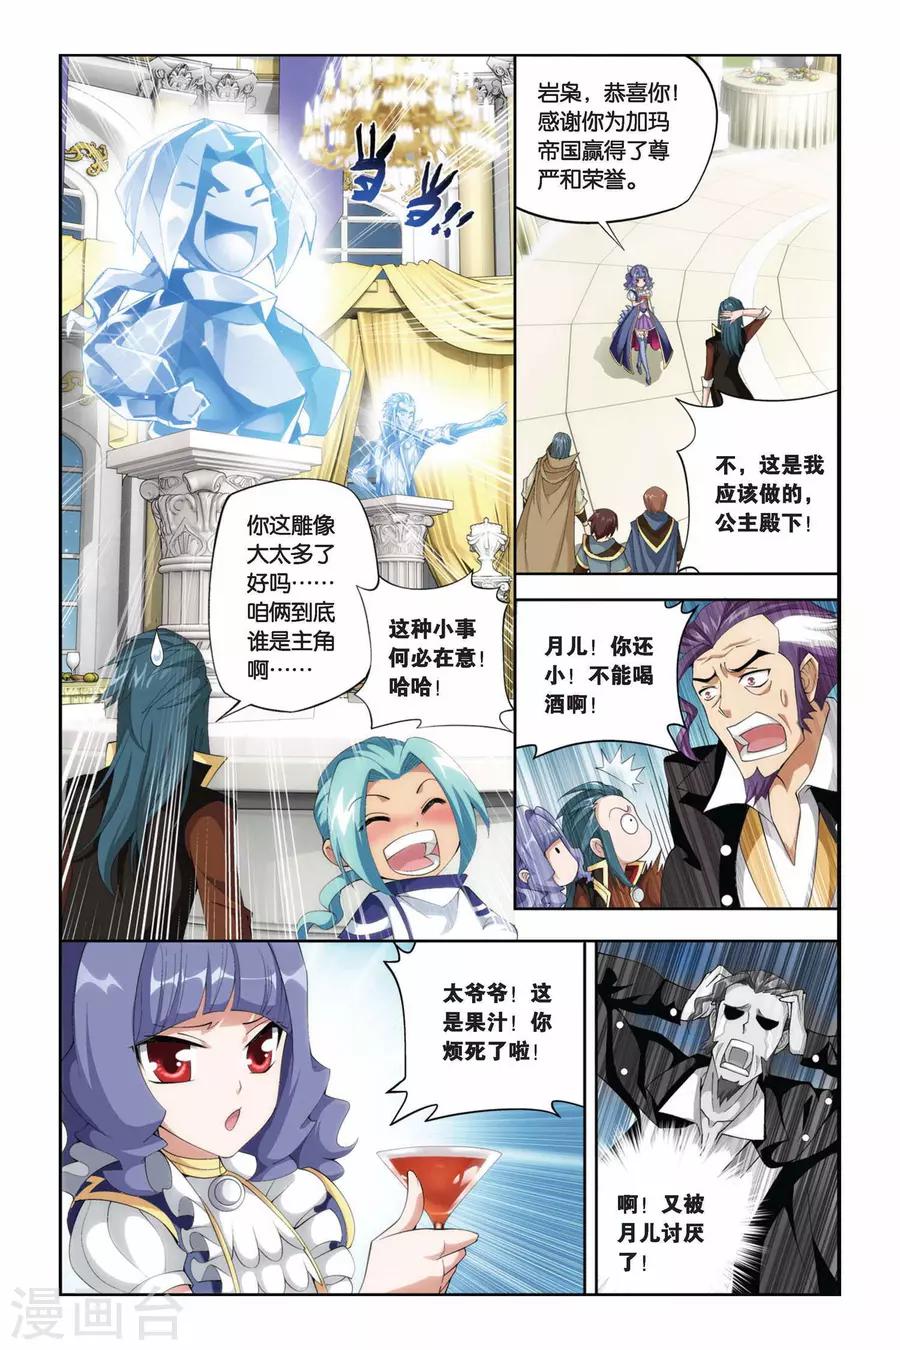 当
当!!
你这雕像
大太多了
好吗……
咱俩到底
谁是主角
啊……
这种小事
何必在意！
哈哈！
岩枭，恭喜你！
感谢你为加玛
帝国赢得了尊
严和荣誉。
不，这是我
应该做的，
公主殿下！
月儿！你还
小！不能喝
酒啊！
太爷爷！这
是果汁！你
烦死了啦！
啊！又被
月儿讨厌
了！
漫画台